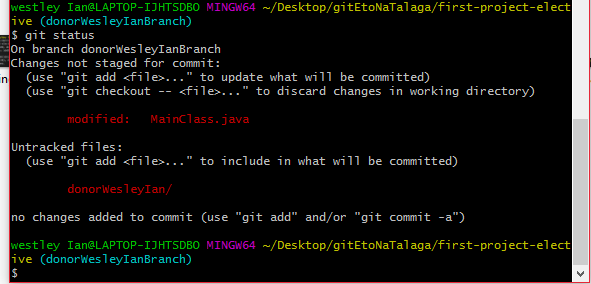 westley Ian@LAPTOP-IJHTSDBO MINGW64 ~/Desktop/gitEtoNaTalaga/first-project-elect
ive (donorWesleyIanBranch)
$ git status
On branch donorWesleyIanBranch
Changes not staged for commit:
  (use "git add <file>..." to update what will be committed)
  (use "git checkout -- <file>..." to discard changes in working directory)

        modified:   MainClass.java

Untracked files:
  (use "git add <file>..." to include in what will be committed)

        donorWesleyIan/

no changes added to commit (use "git add" and/or "git commit -a")

westley Ian@LAPTOP-IJHTSDBO MINGW64 ~/Desktop/gitEtoNaTalaga/first-project-elect
ive (donorWesleyIanBranch)
$